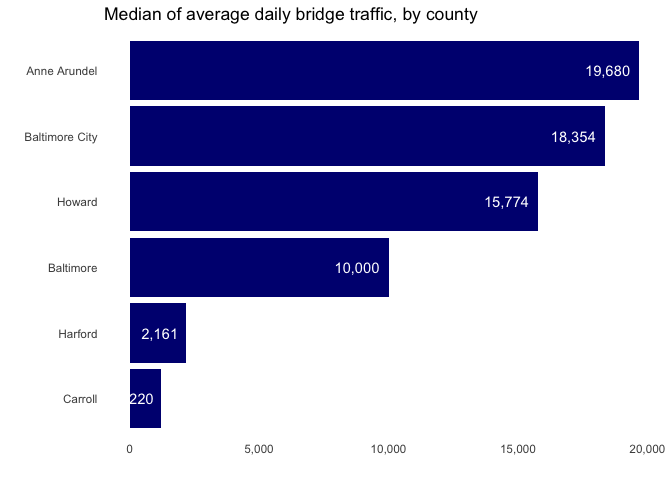 Median of average daily bridge traffic, by county
Anne Arundel
19,680
Baltimore City
18,354
Howard
15,774
Baltimore
10,000
Harford
2,161
Carroll
220
0
5,000
10,000
15,000
20,000